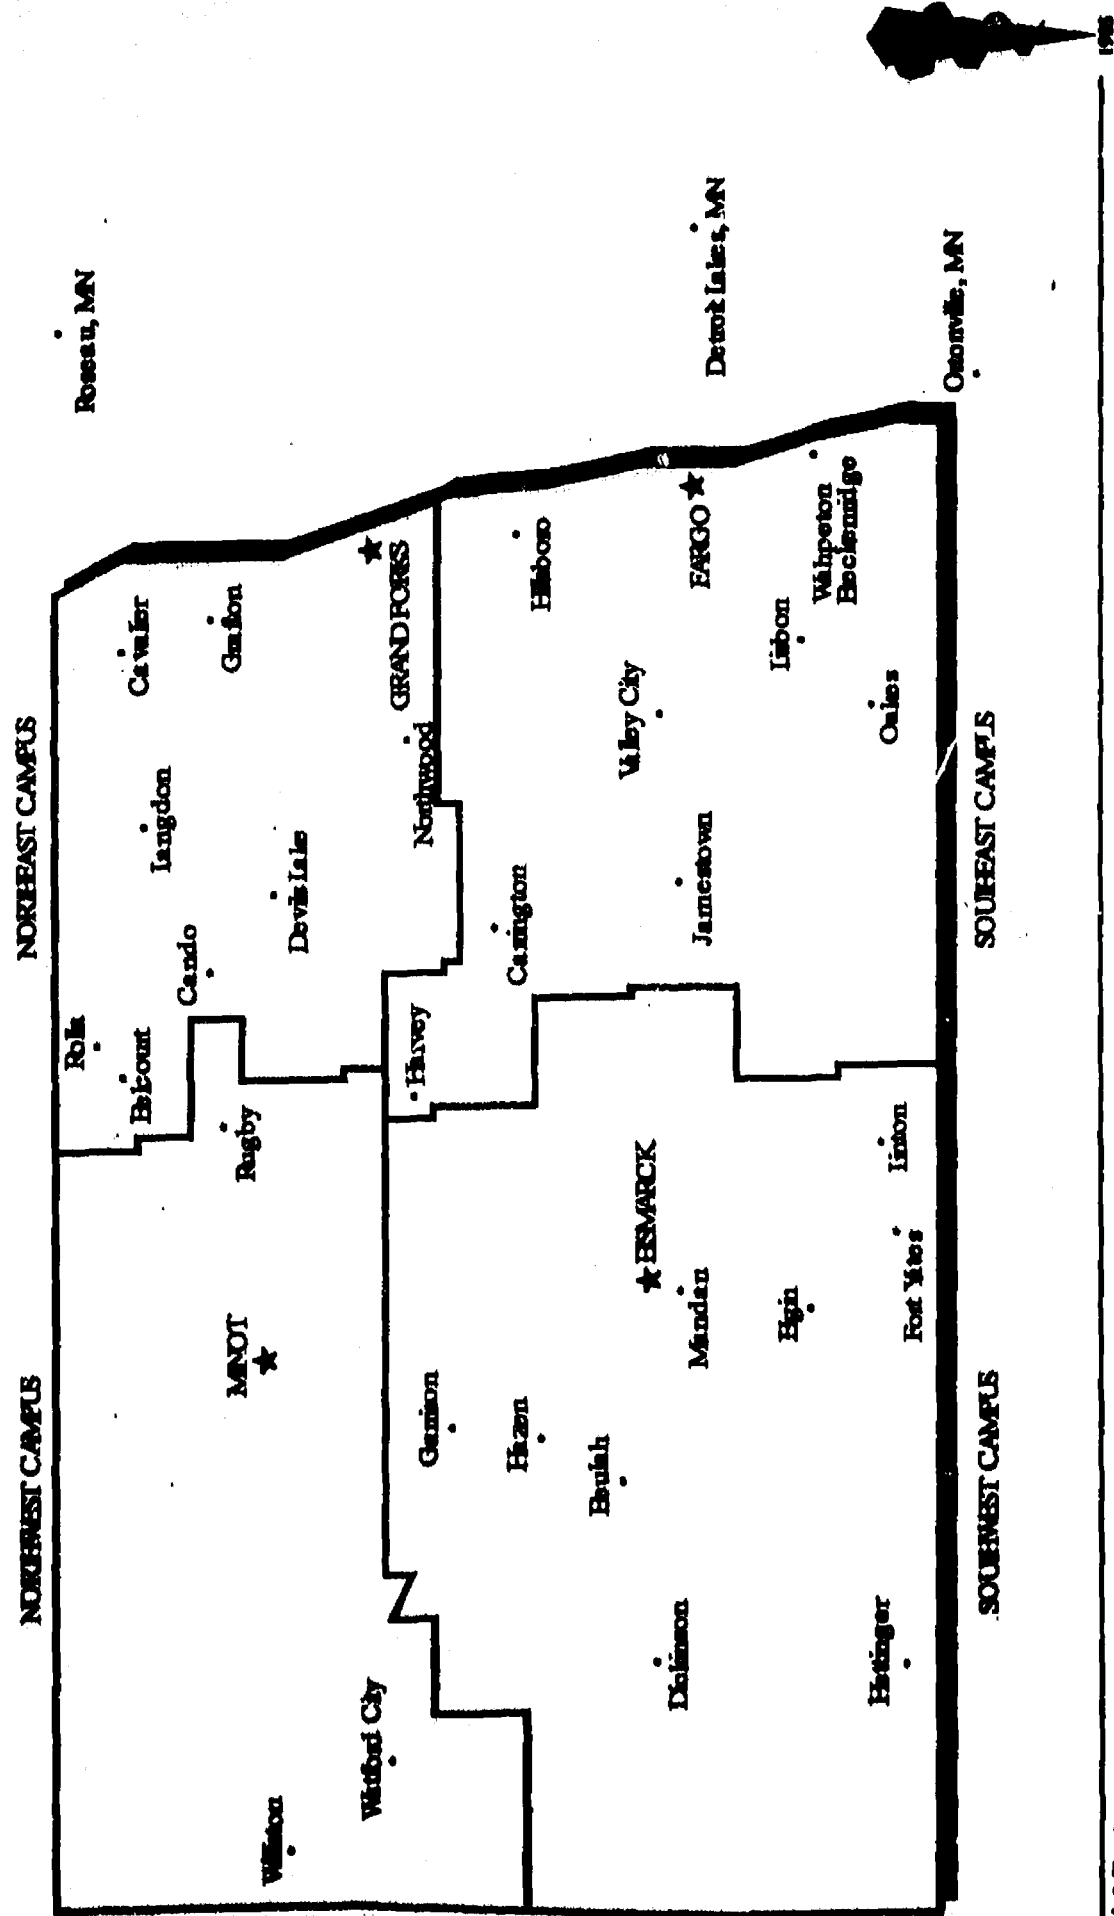 NORTHWEST CAMPUS
NORTHEAST CAMPUS
Roseau, MN
Rolla
Belcourt
Cavalier
Langdon
Cando
Grafton
Rugby
MINOT
Williston
Devils Lake
Watford City
GRAND FORKS
Northwood
Harvey
Garrison
Carrington
Hillsboro
Hazen
Beulah
Valley City
BISMARCK
Mandan
Dickinson
Jamestown
FARGO
Detroit Lakes, MN
Elgin
Lisbon
Wahpeton
Breckenridge
Linton
Fort Yates
Hettinger
Oakes
Ortonville, MN
SOUTHWEST CAMPUS
SOUTHEAST CAMPUS